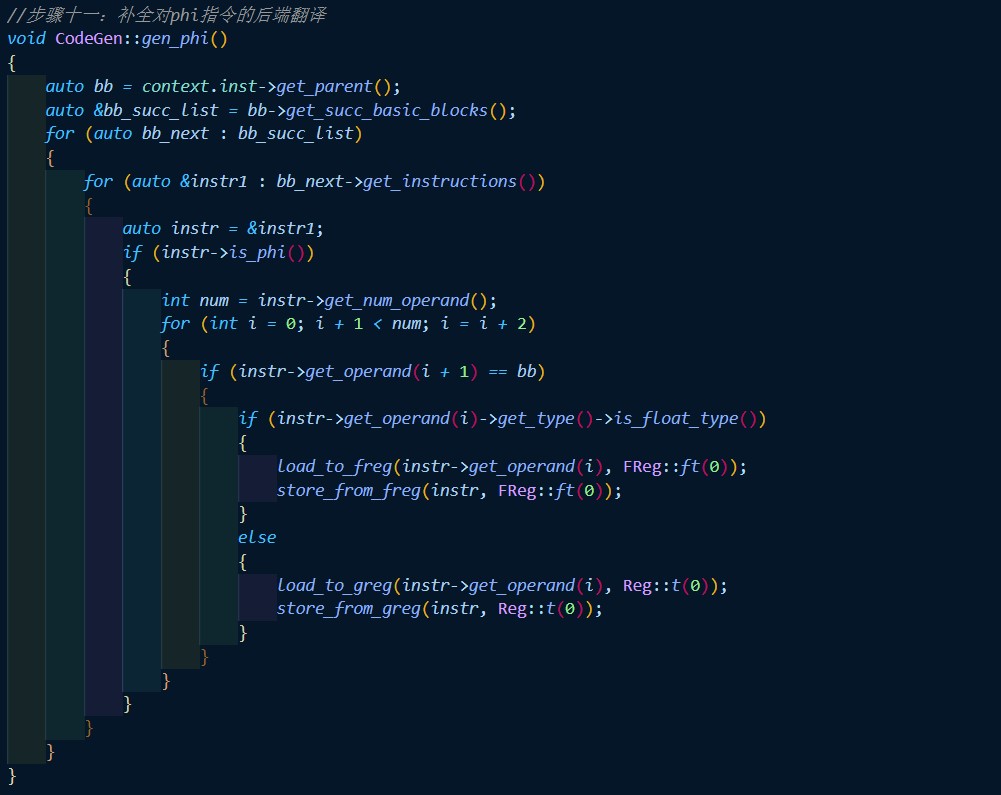 //步骤十一：补全对phi指令的后端翻译
void CodeGen::gen_phi()
{
    auto bb = context.inst->get_parent();
    auto &bb_succ_list = bb->get_succ_basic_blocks();
    for (auto bb_next : bb_succ_list)
    {
        for (auto &instr1 : bb_next->get_instructions())
        {
            auto instr = &instr1;
            if (instr->is_phi())
            {
                int num = instr->get_num_operand();
                for (int i = 0; i + 1 < num; i = i + 2)
                {
                    if (instr->get_operand(i + 1) == bb)
                    {
                        if (instr->get_operand(i)->get_type()->is_float_type())
                        {
                            load_to_freg(instr->get_operand(i), FReg::ft(0));
                            store_from_freg(instr, FReg::ft(0));
                        }
                        else
                        {
                            load_to_greg(instr->get_operand(i), Reg::t(0));
                            store_from_greg(instr, Reg::t(0));
                        }
                    }
                }
            }
        }
    }
}